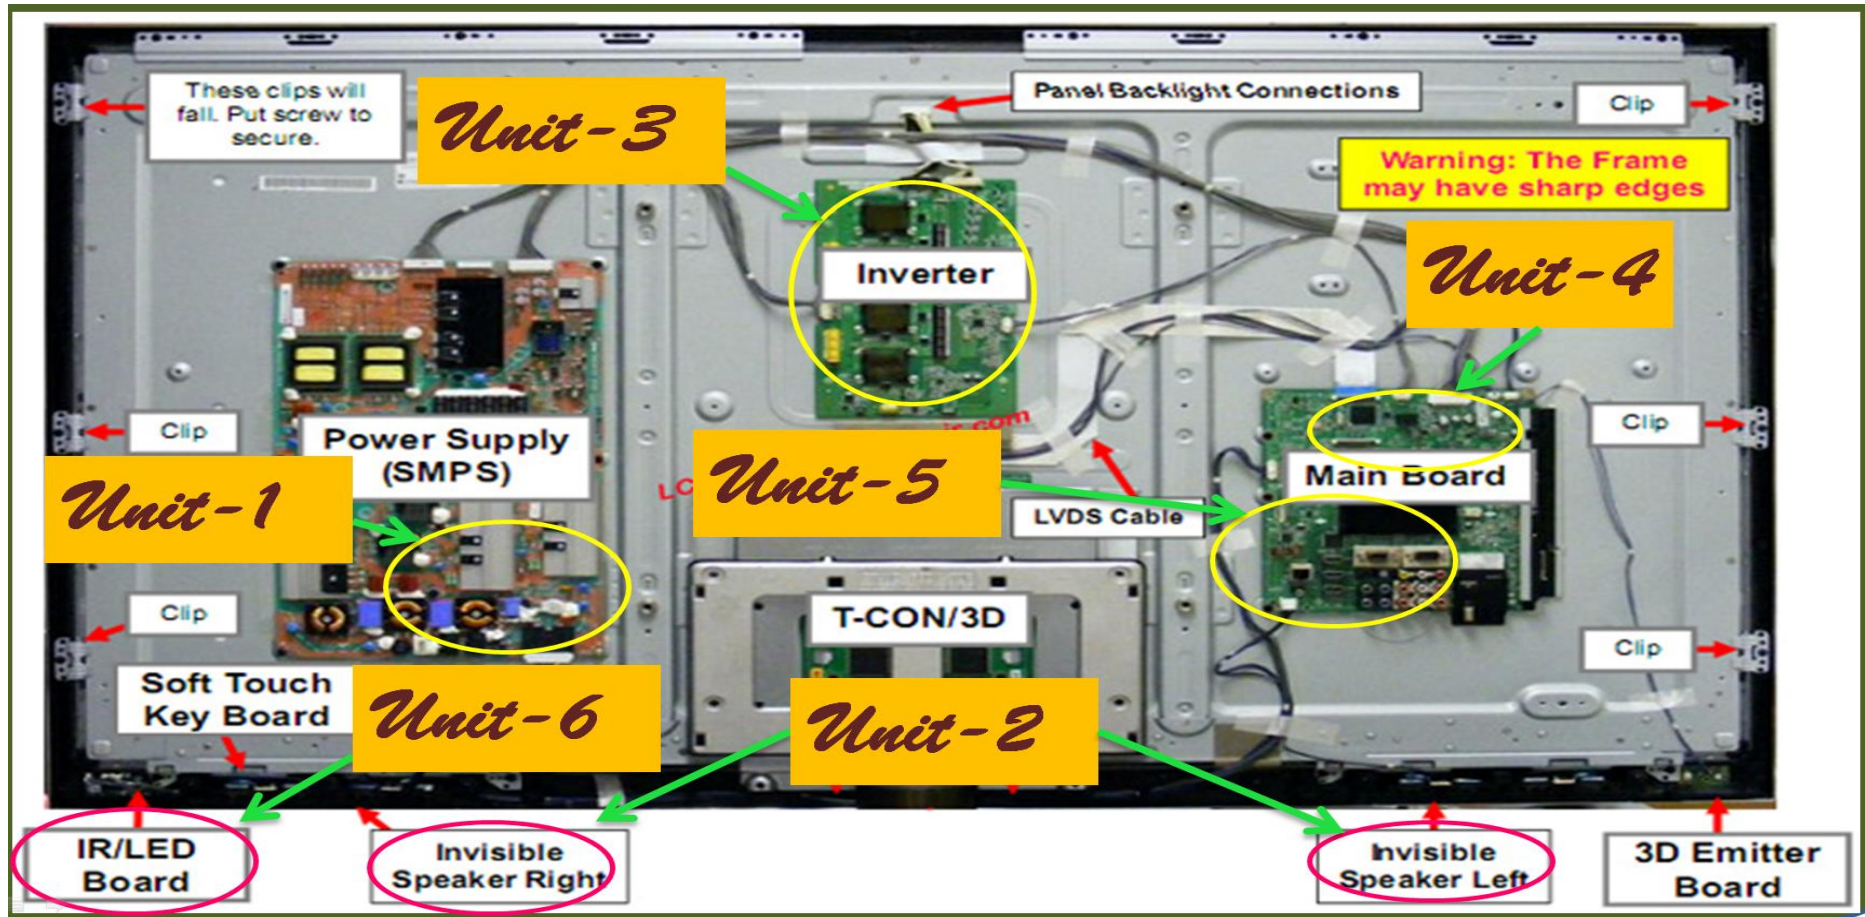 These clips will
fall. Put screw to
secure.
Unit-3
Panel Backlight Connections
Clip
Warning: The Frame
may have sharp edges
Inverter
Unit-4
Clip
Power Supply
(SMPS)
Clip
Main Board
Unit-1
LC
Unit-5
ir.com
LVDS Cable
Clip
T-CON/3D
Clip
Soft Touch
Key Board
Unit-6
Unit-2
IR/LED
Board
Invisible
Speaker Right
Invisible
Speaker Left
3D Emitter
Board